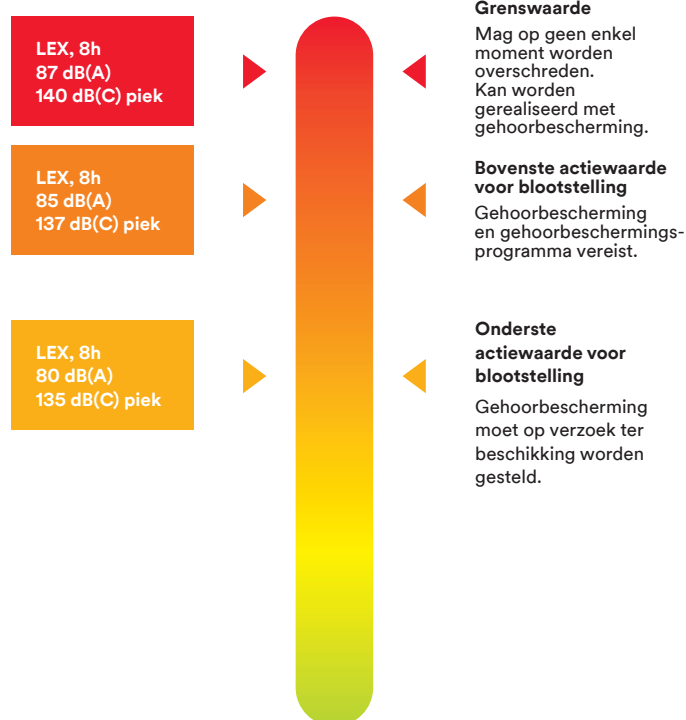 LEX, 8h
87 dB(A)
140 dB(C) piek
Grenswaarde
Mag op geen enkel
moment worden
overschreden.
Kan worden
gerealiseerd met
gehoorbescherming.
LEX, 8h
85 dB(A)
137 dB(C) piek
Bovenste actiewaarde
voor blootstelling
Gehoorbescherming
en gehoorbeschermings-
programma vereist.
LEX, 8h
80 dB(A)
135 dB(C) piek
Onderste
actiewaarde voor
blootstelling
Gehoorbescherming
moet op verzoek ter
beschikking worden
gesteld.